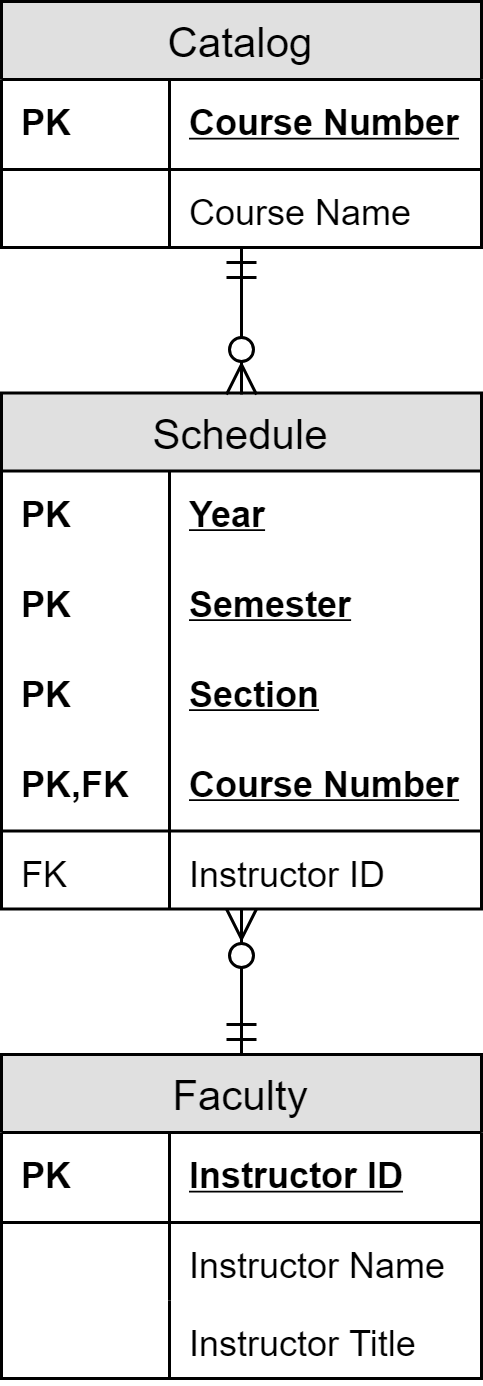 Catalog
PK Course Number
Course Name
Schedule
PK Year
PK Semester
PK Section
PK,FK Course Number
FK Instructor ID
Faculty
PK Instructor ID
Instructor Name
Instructor Title